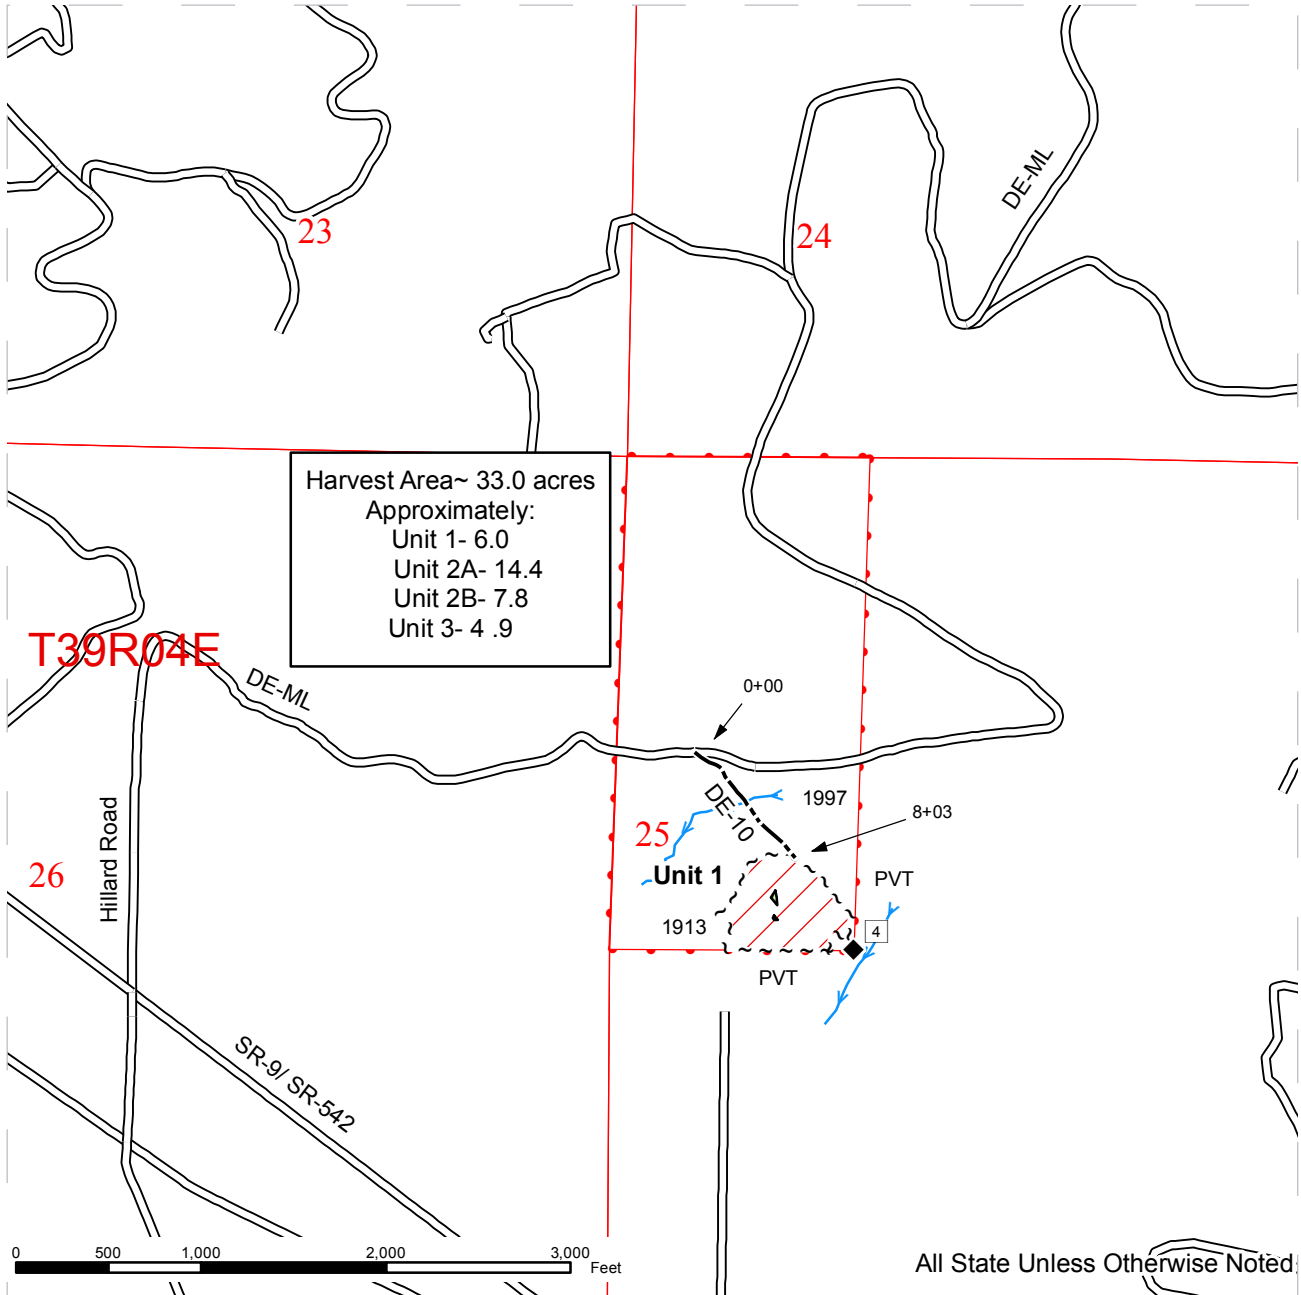 DE-ML
23
24
Harvest Area~ 33.0 acres
Approximately:
Unit 1- 6.0
Unit 2A- 14.4
Unit 2B- 7.8
Unit 3- 4 .9
T39R04E
DE-ML
0+00
Hillard Road
DE-10
1997
8+03
25
26
Unit 1
PVT
1913
4
PVT
SR-9/ SR-542
0
500
1,000
2,000
3,000
Feet
All State Unless Otherwise Noted